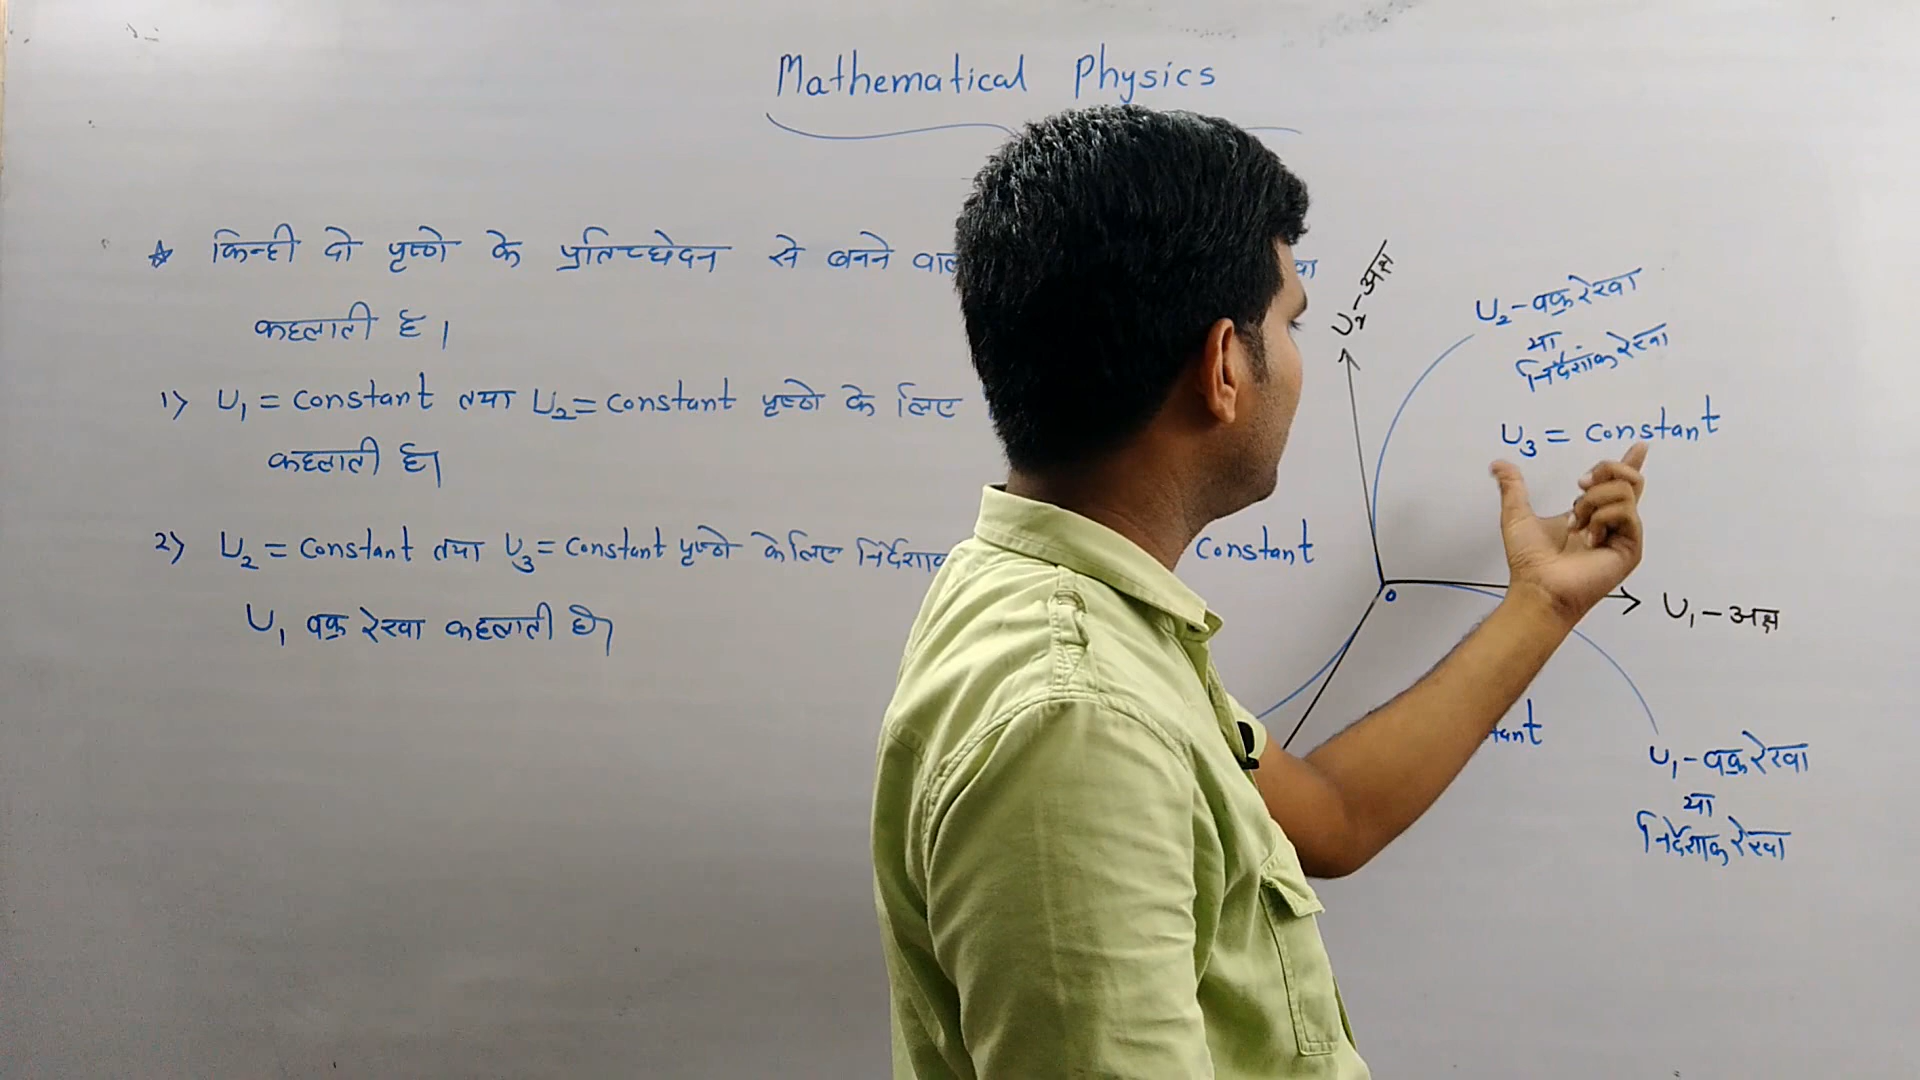 Mathematical Physics
★ किन्ही दो पृष्ठो के प्रतिच्छेदन से बनने
कहलाती है।
1) U₁ = constant तथा U₂ = constant पृष्ठो के लिए
कहलाती है।
2) U₂ = constant तथा U₃ = constant पृष्ठो के लिए
U₁ वक्र रेखा कहलाती है।
U₂-अक्ष
U₂-वक्र रेखा
या
निर्देशांक रेखा
U₃ = constant
constant
o
U₁-अक्ष
U₁-वक्र रेखा
या
निर्देशाक रेखा